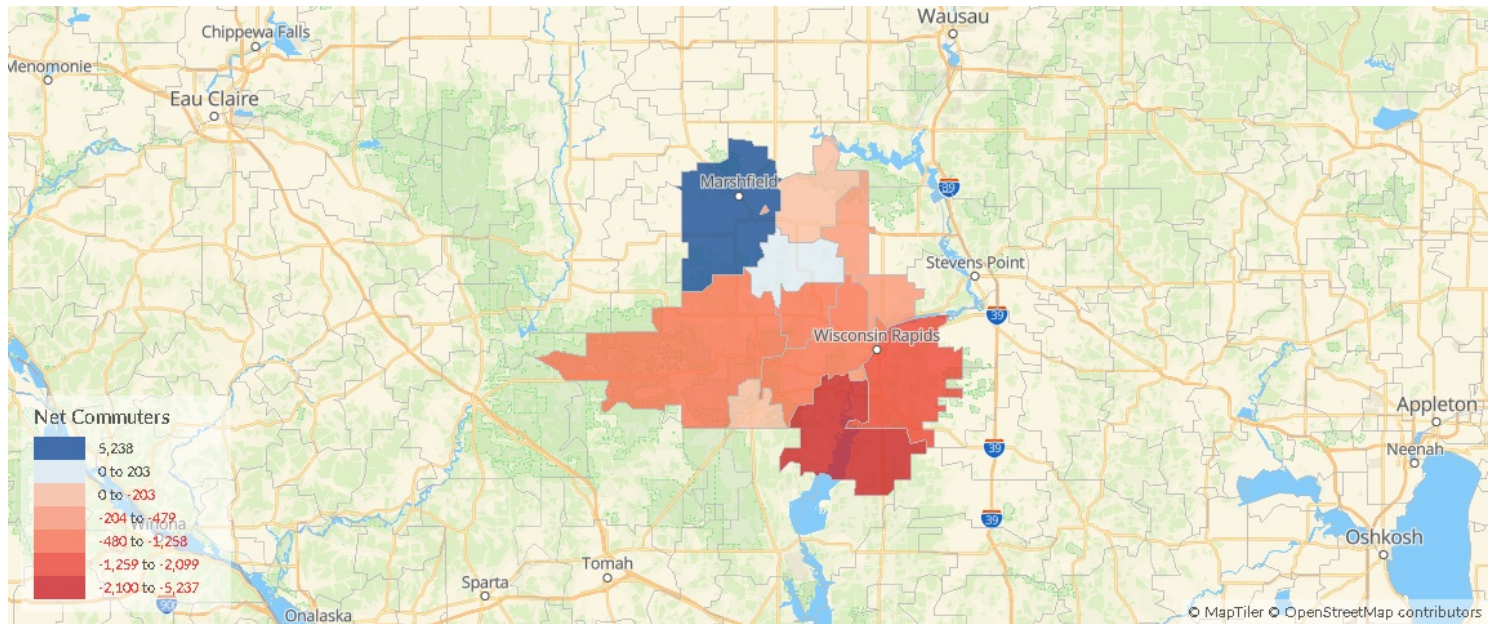 Wausau
Chippewa Falls
Menomonie
Eau Claire
Marshfield
39
Stevens Point
39
Wisconsin Rapids
Net Commuters
5,238
0 to 203
0 to -203
-204 to -479
-480 to -1,258
-1,259 to -2,099
-2,100 to -5,237
Winona
Appleton
39
Neenah
39
Oshkosh
Tomah
Sparta
90
Onalaska
© MapTiler © OpenStreetMap contributors